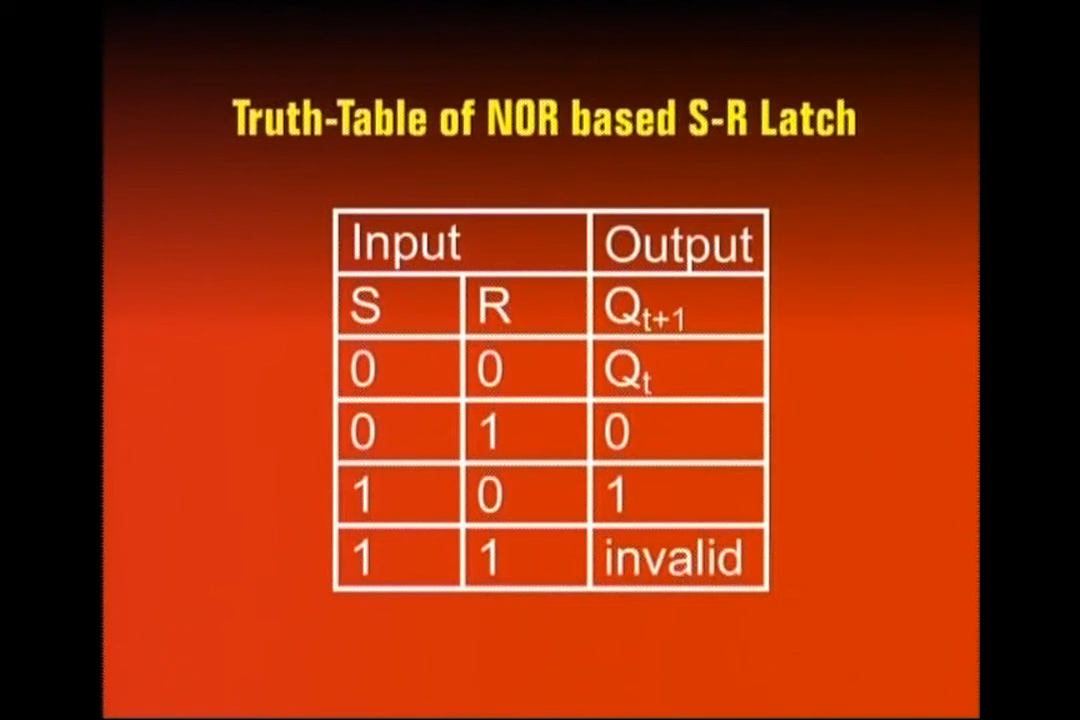 Truth-Table of NOR based S-R Latch
Input Output
S R Qt+1
0 0 Qt
0 1 0
1 0 1
1 1 invalid